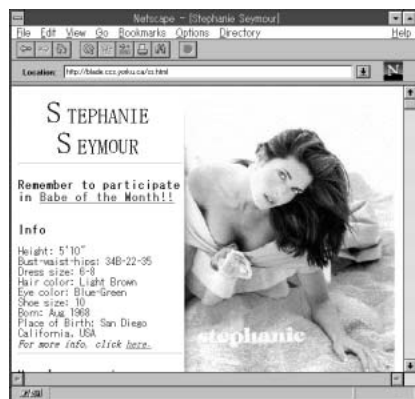 Netscape - [Stephanie Seymour]
File Edit View Go Bookmarks Options Directory Help
Location: http://blade.ccs.yorku.ca/ss.html
N
STEPHANIE
SEYMOUR
Remember to participate
in Babe of the Month!!
Info
Height: 5'10"
Bust-waist-hips: 34B-22-35
Dress size: 6-8
Hair color: Light Brown
Eye color: Blue-Green
Shoe size: 10
Born: Aug 1968
Place of Birth: San Diego
California, USA
For more info, click here.
stephanie